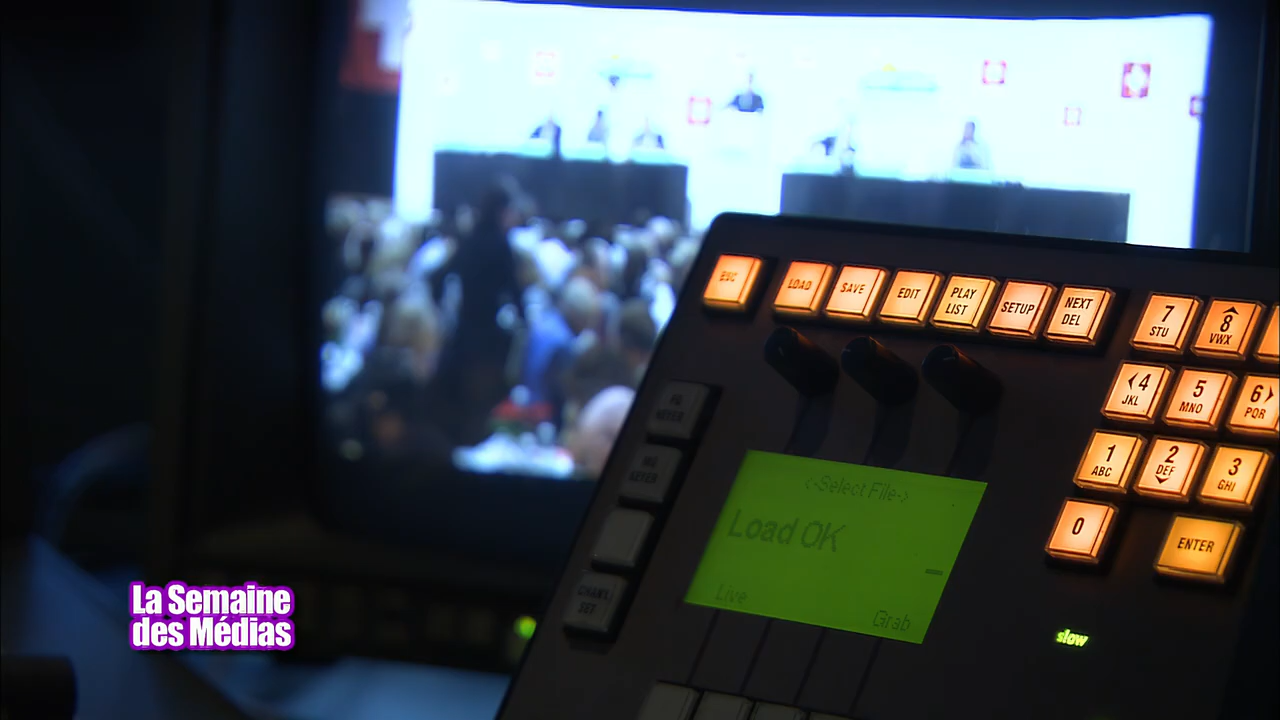 ESC
LOAD
SAVE
EDIT
PLAY
LIST
SETUP
NEXT
DEL
7
STU
8
VWX
4
JKL
5
MNO
6
PQR
1
ABC
2
DEF
3
GHI
0
ENTER
<-Select File->
Load OK
Live
Grab
slow
La Semaine
des Médias